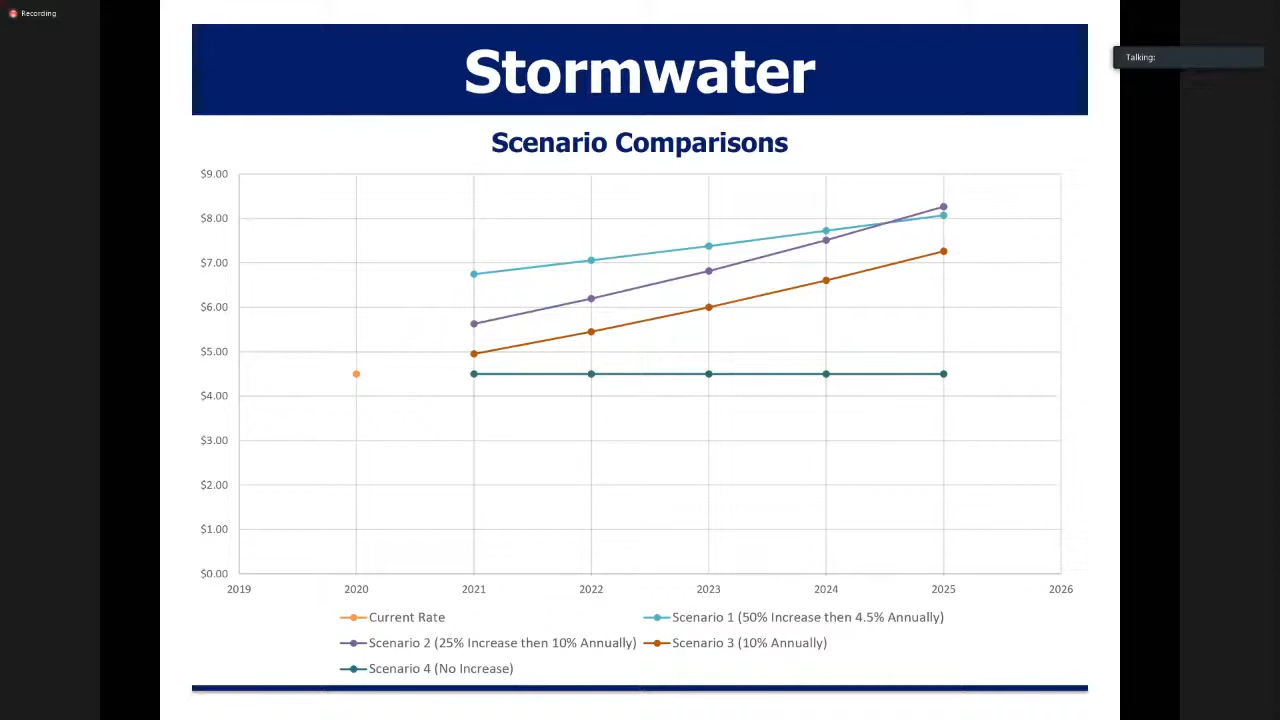 Recording
Talking:
Stormwater
Scenario Comparisons
$9.00
$8.00
$7.00
$6.00
$5.00
$4.00
$3.00
$2.00
$1.00
$0.00
2019 2020 2021 2022 2023 2024 2025 2026
Current Rate Scenario 1 (50% Increase then 4.5% Annually)
Scenario 2 (25% Increase then 10% Annually) Scenario 3 (10% Annually)
Scenario 4 (No Increase)